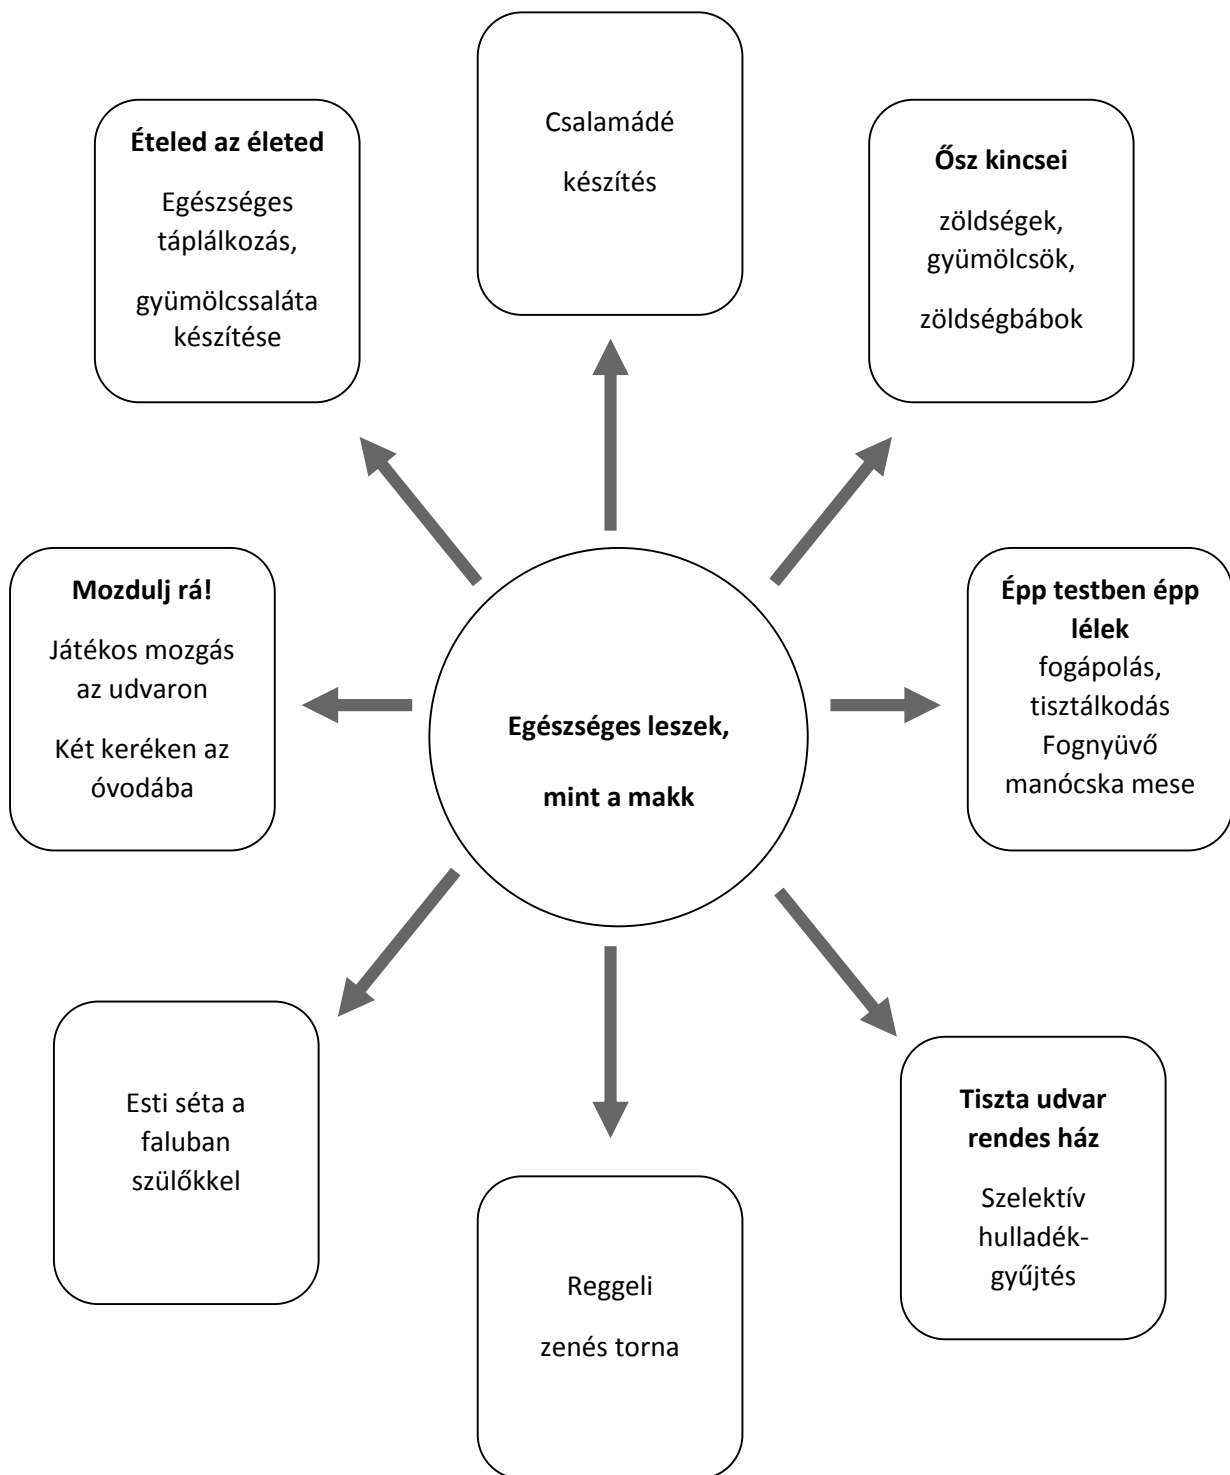 Csalamádé
készítés
Ételed az életed
Egészséges
táplálkozás,
gyümölcssaláta
készítése
Ősz kincsei
zöldségek,
gyümölcsök,
zöldségbábok
Mozdulj rá!
Játékos mozgás
az udvaron
Két keréken az
óvodába
Egészséges leszek,
mint a makk
Épp testben épp
lélek
fogápolás,
tisztálkodás
Fognyüvő
manócska mese
Esti séta a
faluban
szülőkkel
Reggeli
zenés torna
Tiszta udvar
rendes ház
Szelektív
hulladék-
gyűjtés